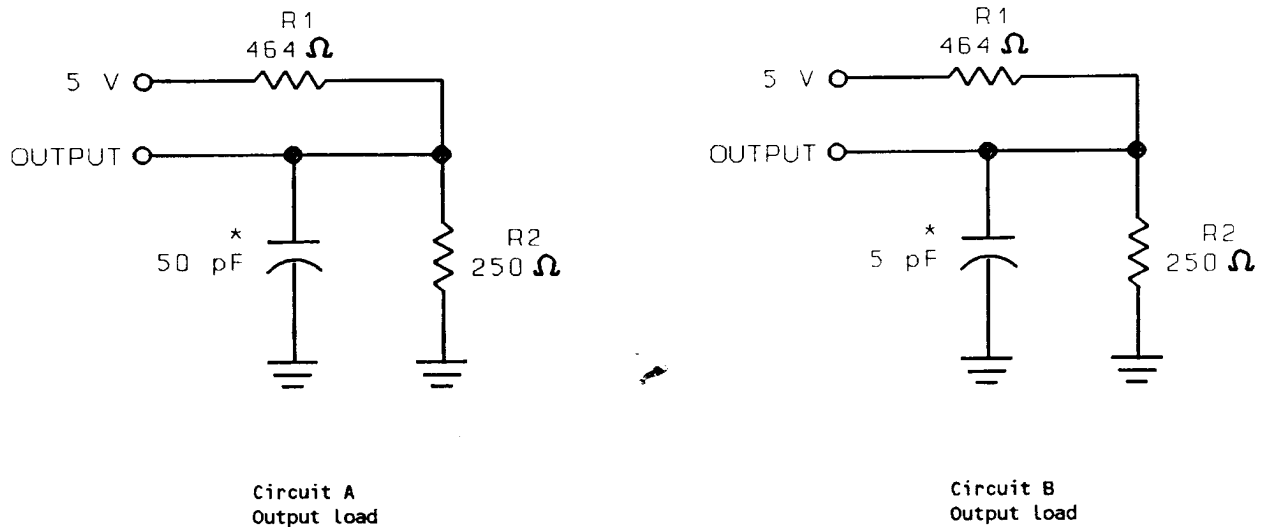 R1
464 Ω
5 V
OUTPUT
*
50 pF
R2
250 Ω
Circuit A
Output load
R1
464 Ω
5 V
OUTPUT
*
5 pF
R2
250 Ω
Circuit B
Output load